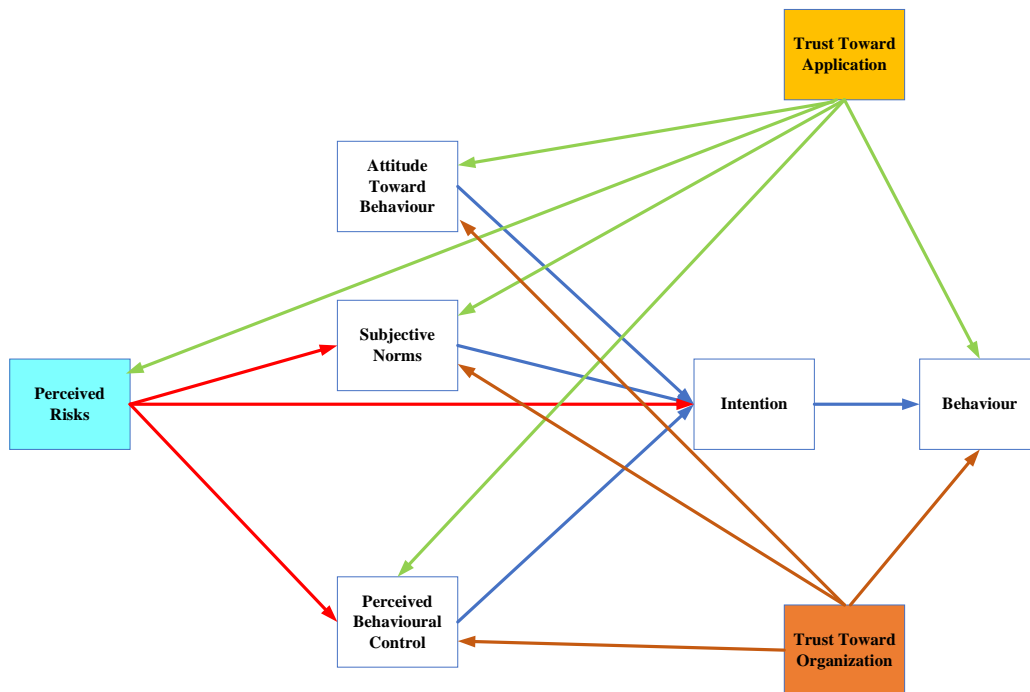 Trust Toward
Application
Attitude
Toward
Behaviour
Subjective
Norms
Perceived
Risks
Intention
Behaviour
Perceived
Behavioural
Control
Trust Toward
Organization